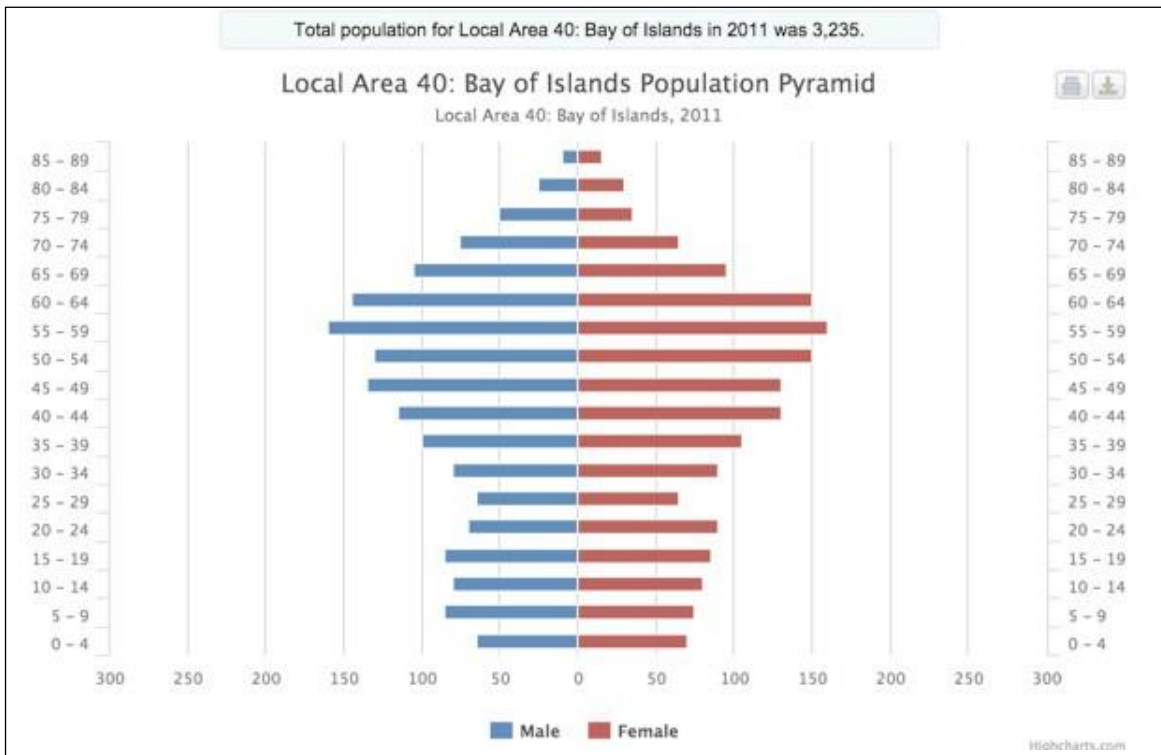 Total population for Local Area 40: Bay of Islands in 2011 was 3,235.
Local Area 40: Bay of Islands Population Pyramid
Local Area 40: Bay of Islands, 2011
85 - 89 85 - 89
80 - 84 80 - 84
75 - 79 75 - 79
70 - 74 70 - 74
65 - 69 65 - 69
60 - 64 60 - 64
55 - 59 55 - 59
50 - 54 50 - 54
45 - 49 45 - 49
40 - 44 40 - 44
35 - 39 35 - 39
30 - 34 30 - 34
25 - 29 25 - 29
20 - 24 20 - 24
15 - 19 15 - 19
10 - 14 10 - 14
5 - 9 5 - 9
0 - 4 0 - 4
300 200 200 150 100 50 0 50 100 150 200 250 300
Male Female
Highcharts.com